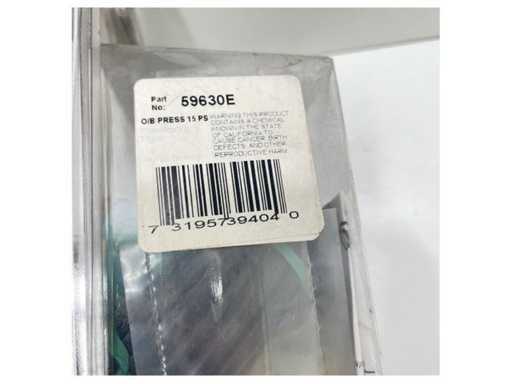 Part No: 59630E
O/B PRESS 15 PS
WARNING THIS PRODUCT
CONTAINS A CHEMICAL
KNOWN IN THE STATE
OF CALIFORNIA TO
CAUSE CANCER, BIRTH
DEFECTS, AND OTHER
REPRODUCTIVE HARM
7 31957 39404 0